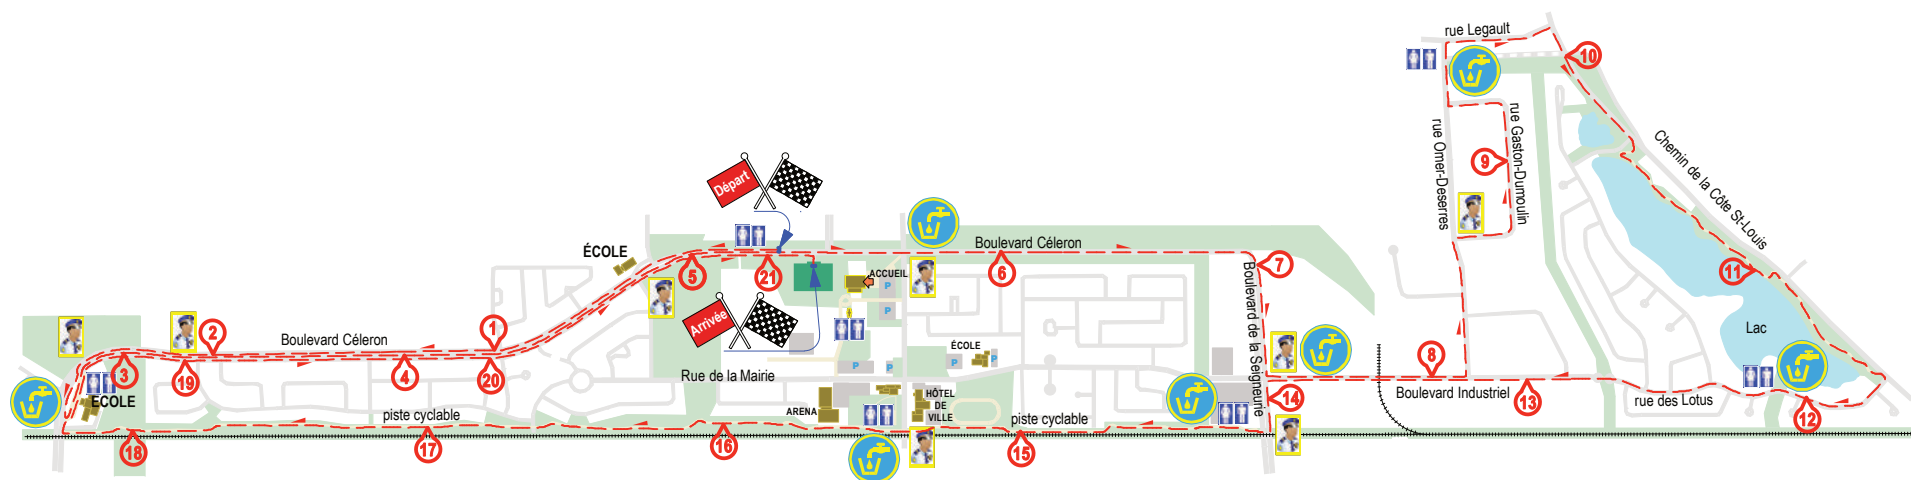 rue Legault
10
rue Gaston-Dumoulin
9
rue Omer-Deserres
Chemin de la Côte St-Louis
Départ
ÉCOLE
Boulevard Céleron
5
21
6
7
11
ACCUEIL
P
P
Boulevard de la Seigneurie
Arrivée
1
2
Boulevard Céleron
Lac
ÉCOLE
3
19
4
20
P
P
P
P
8
Rue de la Mairie
Boulevard Industriel
13
rue des Lotus
12
14
ÉCOLE
HÔTEL
DE
VILLE
ARENA
piste cyclable
piste cyclable
18
17
16
15